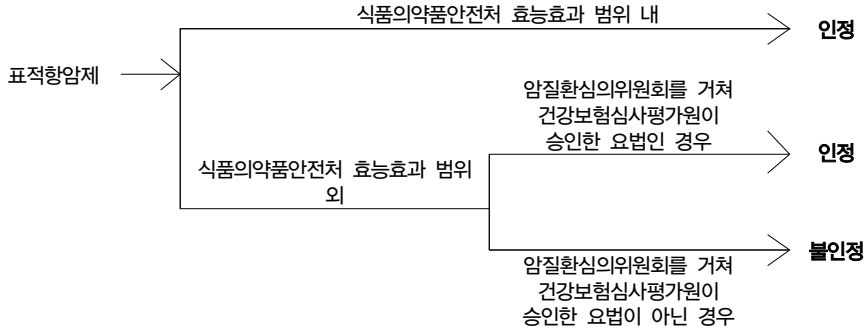 식품의약품안전처 효능효과 범위 내
인정
표적항암제
암질환심의위원회를 거쳐
건강보험심사평가원이
승인한 요법인 경우
인정
식품의약품안전처 효능효과 범위
외
불인정
암질환심의위원회를 거쳐
건강보험심사평가원이
승인한 요법이 아닌 경우